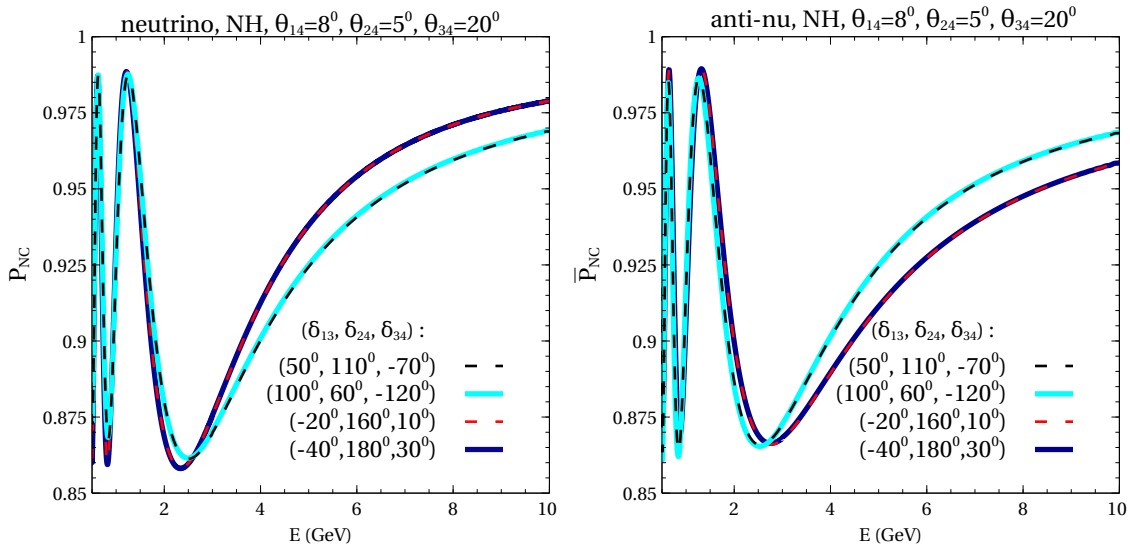 neutrino, NH, θ₁₄=8⁰, θ₂₄=5⁰, θ₃₄=20⁰
1
0.975
0.95
0.925
0.9
0.875
0.85
P_NC
(δ₁₃, δ₂₄, δ₃₄) :
(50⁰, 110⁰, -70⁰)
(100⁰, 60⁰, -120⁰)
(-20⁰,160⁰,10⁰)
(-40⁰,180⁰,30⁰)
2 4 6 8 10
E (GeV)
anti-nu, NH, θ₁₄=8⁰, θ₂₄=5⁰, θ₃₄=20⁰
1
0.975
0.95
0.925
0.9
0.875
0.85
P̅_NC
(δ₁₃, δ₂₄, δ₃₄) :
(50⁰, 110⁰, -70⁰)
(100⁰, 60⁰, -120⁰)
(-20⁰,160⁰,10⁰)
(-40⁰,180⁰,30⁰)
2 4 6 8 10
E (GeV)